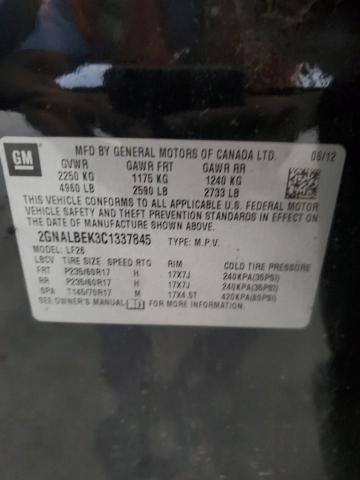 GM
MFD BY GENERAL MOTORS OF CANADA LTD. 06/12
GVWR GAWR FRT GAWR RR
2250 KG 1175 KG 1240 KG
4960 LB 2590 LB 2733 LB
THIS VEHICLE CONFORMS TO ALL APPLICABLE U.S. FEDERAL MOTOR
VEHICLE SAFETY AND THEFT PREVENTION STANDARDS IN
EFFECT ON THE DATE OF MANUFACTURE SHOWN ABOVE.
2GNALBEK3C1337845 TYPE: M.P.V.
MODEL: LF26
LBCV TIRE SIZE SPEED RTG RIM COLD TIRE PRESSURE
FRT P235/60R17 H 17X7J 240KPA(35PSI)
RR P235/60R17 H 17X7J 240KPA(35PSI)
SPA T145/70R17 M 17X4.5T 420KPA(60PSI)
SEE OWNER'S MANUAL FOR MORE INFORMATION.